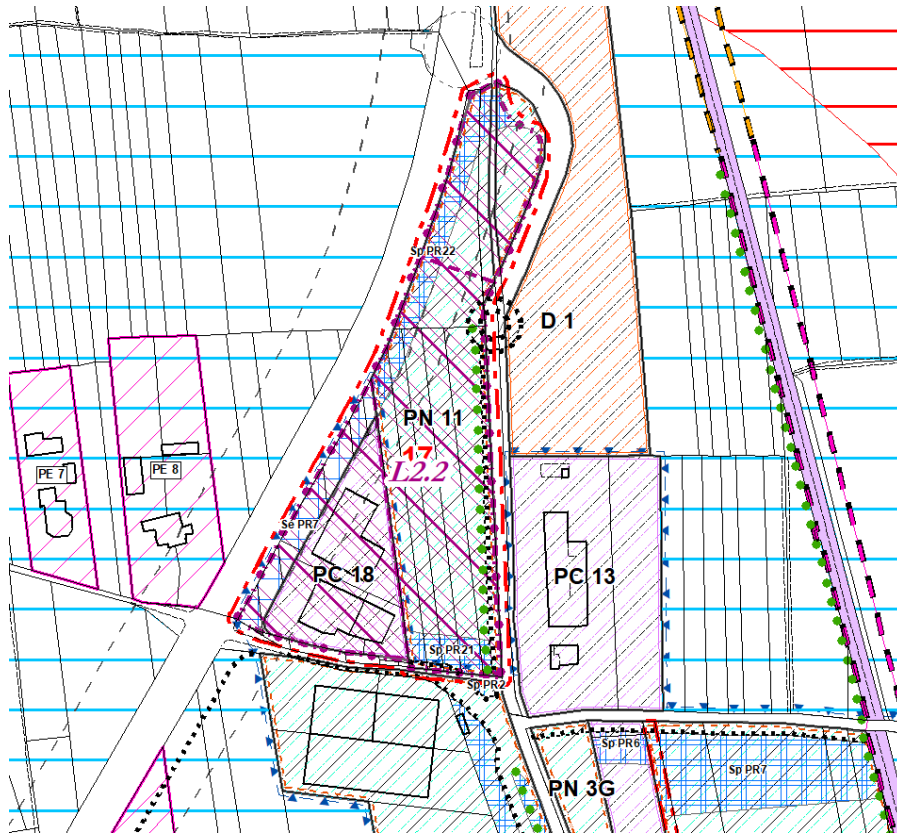 Sp PR22
D 1
PN 11
17
L2.2
PE 7
PE 8
Se PR7
PC 18
PC 13
Sp PR21
Sp PR2
Sp PR6
Sp PR7
PN 3G